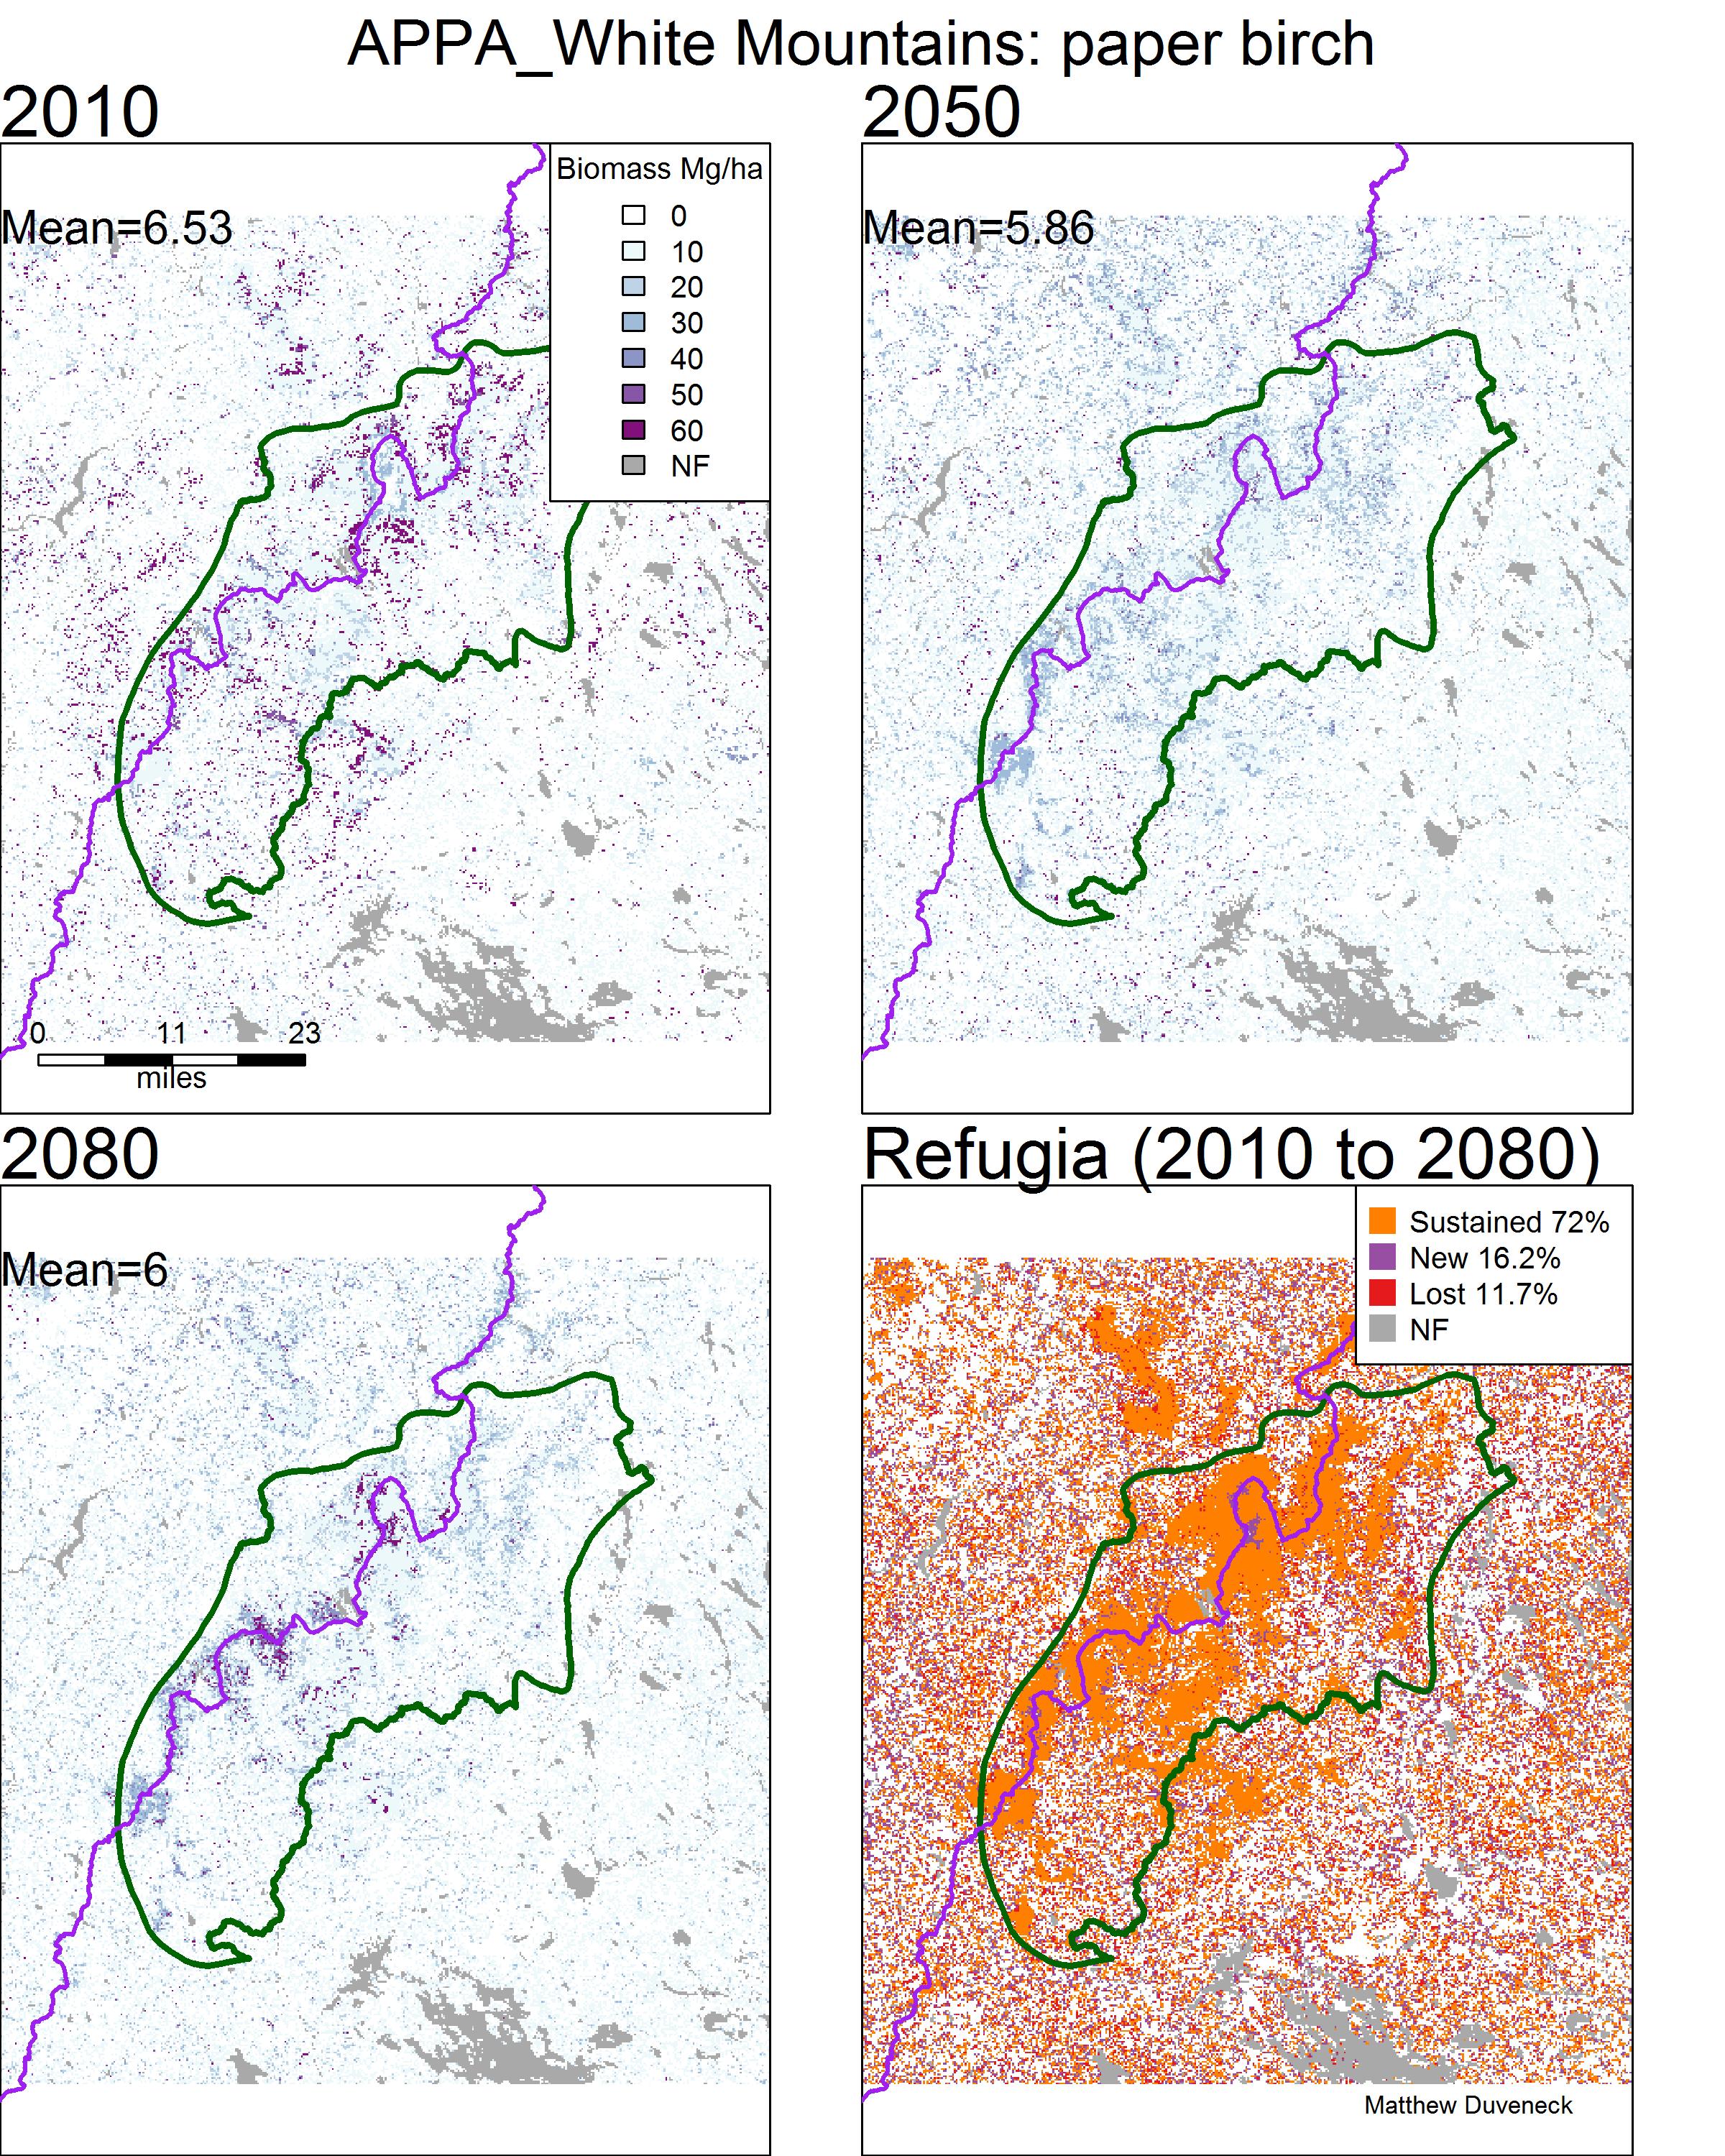 APPA_White Mountains: paper birch
2010
Mean=6.53
Biomass Mg/ha
0
10
20
30
40
50
60
NF
0 11 23
miles
2050
Mean=5.86
2080
Mean=6
Refugia (2010 to 2080)
Sustained 72%
New 16.2%
Lost 11.7%
NF
Matthew Duveneck